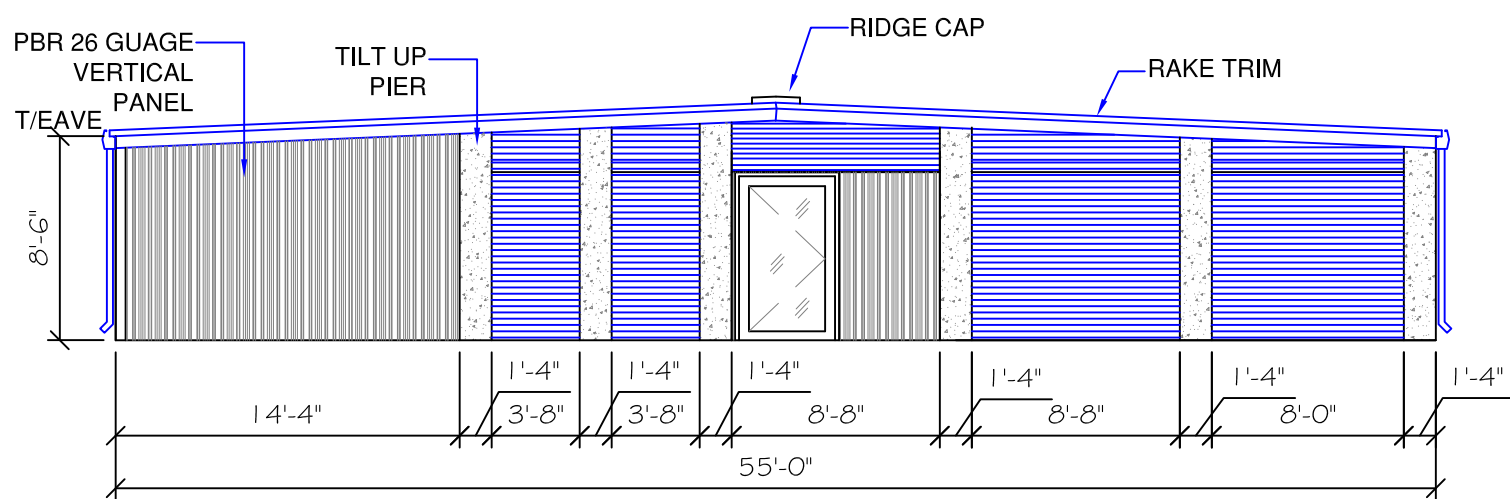 PBR 26 GUAGE
VERTICAL
PANEL
TILT UP
PIER
RIDGE CAP
RAKE TRIM
T/EAVE
8'-6"
14'-4"
1'-4"
3'-8"
1'-4"
3'-8"
1'-4"
8'-8"
1'-4"
8'-8"
1'-4"
8'-0"
1'-4"
55'-0"